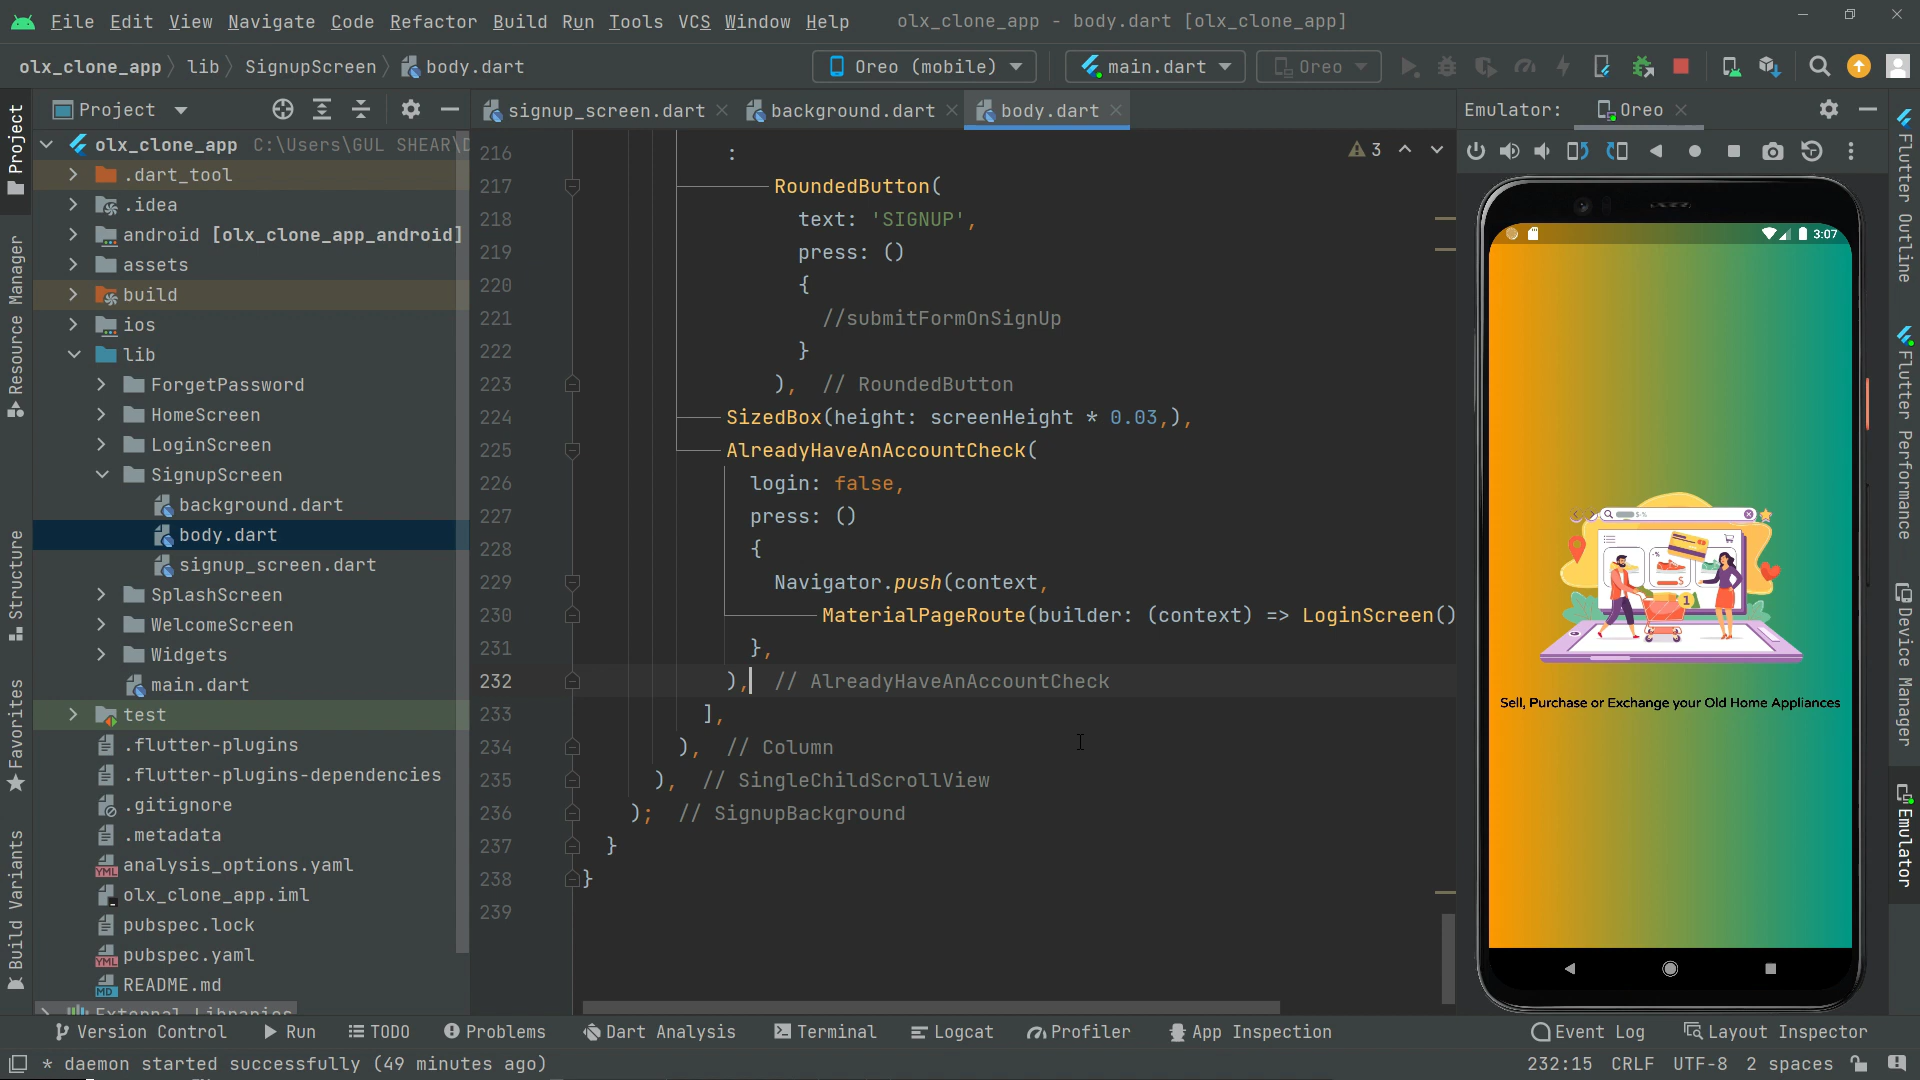 File Edit View Navigate Code Refactor Build Run Tools VCS Window Help olx_clone_app - body.dart [olx_clone_app]
olx_clone_app lib SignupScreen body.dart Oreo (mobile) main.dart Oreo
Project signup_screen.dart background.dart body.dart Emulator: Oreo
olx_clone_app C:\Users\GUL SHEAR\D
.dart_tool
.idea
android [olx_clone_app_android]
assets
build
ios
lib
ForgetPassword
HomeScreen
LoginScreen
SignupScreen
background.dart
body.dart
signup_screen.dart
SplashScreen
WelcomeScreen
Widgets
main.dart
test
.flutter-plugins
.flutter-plugins-dependencies
.gitignore
.metadata
analysis_options.yaml
olx_clone_app.iml
pubspec.lock
pubspec.yaml
README.md
External Libraries
Project
Resource Manager
Structure
Favorites
Build Variants
216 : 3
217 RoundedButton(
218 text: 'SIGNUP',
219 press: ()
220 {
221 //submitFormOnSignUp
222 }
223 ), // RoundedButton
224 SizedBox(height: screenHeight * 0.03,),
225 AlreadyHaveAnAccountCheck(
226 login: false,
227 press: ()
228 {
229 Navigator.push(context,
230 MaterialPageRoute(builder: (context) => LoginScreen()
231 },
232 ), // AlreadyHaveAnAccountCheck
233 ],
234 ), // Column
235 ), // SingleChildScrollView
236 ); // SignupBackground
237 }
238 }
239
3:07
Sell, Purchase or Exchange your Old Home Appliances
Flutter Outline
Flutter Performance
Device Manager
Emulator
Version Control Run TODO Problems Dart Analysis Terminal Logcat Profiler App Inspection Event Log Layout Inspector
* daemon started successfully (49 minutes ago) 232:15 CRLF UTF-8 2 spaces